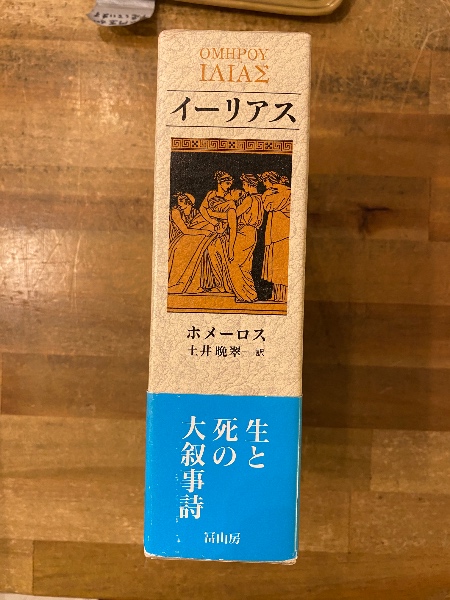 ΟΜΗΡΟΥ
ΙΛΙΑΣ
イーリアス
ホメーロス
土井晩翠 訳
生と
死の
大叙事詩
冨山房